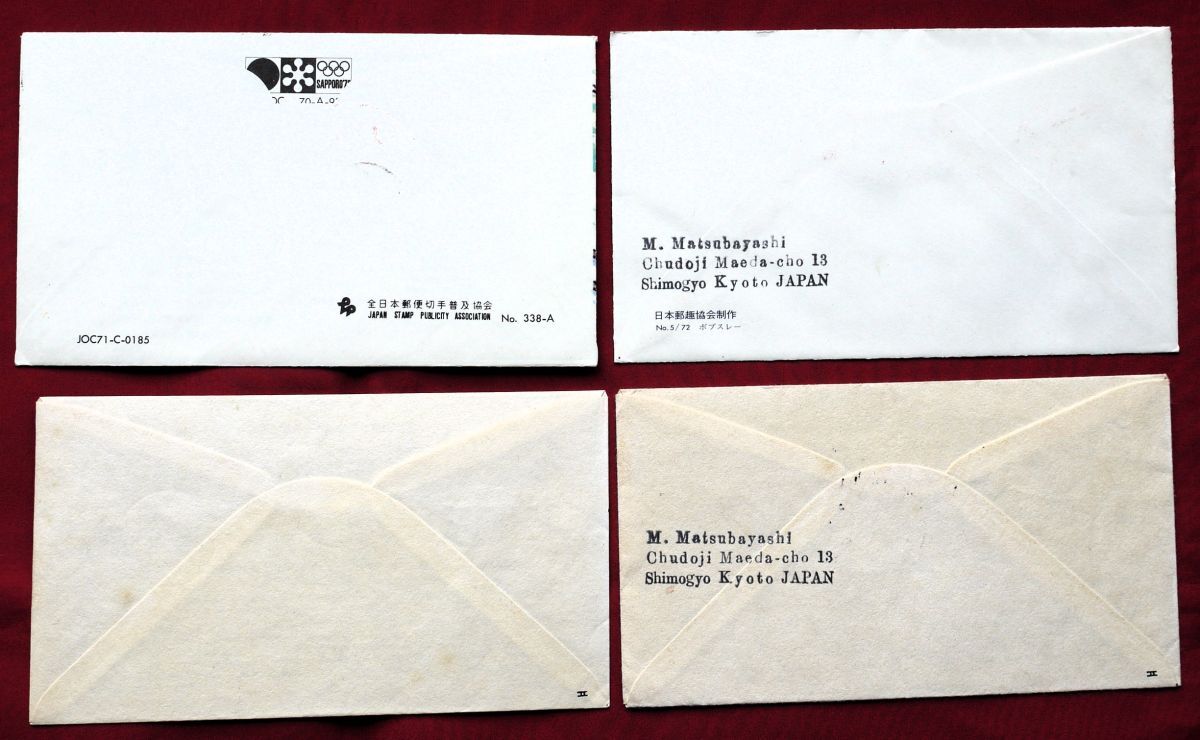 SAPPORO'72
全日本郵便切手普及協会
JAPAN STAMP PUBLICITY ASSOCIATION No. 338-A
JOC71-C-0185
M. Matsubayashi
Chudoji Maeda-cho 13
Shimogyo Kyoto JAPAN
日本郵趣協会制作
No.5/72 ボブスレー
M. Matsubayashi
Chudoji Maeda-cho 13
Shimogyo Kyoto JAPAN